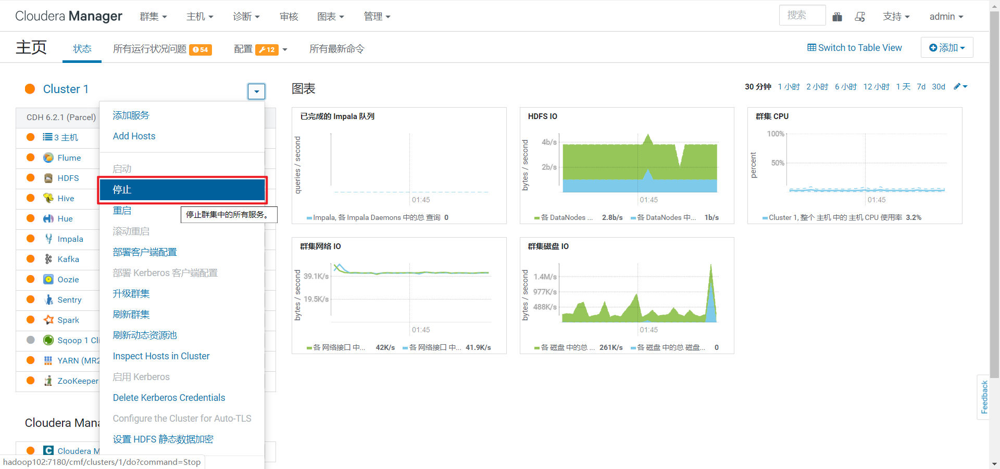 Cloudera Manager 群集 主机 诊断 审核 图表 管理 搜索 支持 admin
主页 状态 所有运行状况问题 54 配置 12 所有最新命令 Switch to Table View 添加
Cluster 1
CDH 6.2.1 (Parcel)
3 主机
Flume
HDFS
Hive
Hue
Impala
Kafka
Oozie
Sentry
Spark
Sqoop 1 Cli
YARN (MR2
ZooKeeper
Cloudera Mana
Cloudera M
添加服务
Add Hosts
启动
停止
重启
停止群集中的所有服务。
滚动重启
部署客户端配置
部署 Kerberos 客户端配置
升级群集
刷新群集
刷新动态资源池
Inspect Hosts in Cluster
启用 Kerberos
Delete Kerberos Credentials
Configure the Cluster for Auto-TLS
设置 HDFS 静态数据加密
hadoop102:7180/cmf/clusters/1/do?command=Stop
图表
30 分钟 1 小时 2 小时 6 小时 12 小时 1 天 7d 30d
已完成的 Impala 队列
queries / second
01:45
Impala, 各 Impala Daemons 中的总 查询 0
HDFS IO
bytes / second
4b/s
2b/s
01:45
各 DataNodes ... 2.8b/s 各 DataNodes 中... 1b/s
群集 CPU
percent
100%
50%
01:45
Cluster 1, 整个 主机 中的 主机 CPU 使用率 3.2%
群集网络 IO
bytes / second
39.1K/s
19.5K/s
01:45
各 网络接口 中... 42K/s 各 网络接口 中... 41.9K/s
群集磁盘 IO
bytes / second
1.4M/s
977K/s
488K/s
01:45
各 磁盘 中的总 ... 261K/s 各 磁盘 中的总 磁盘... 0
Feedback